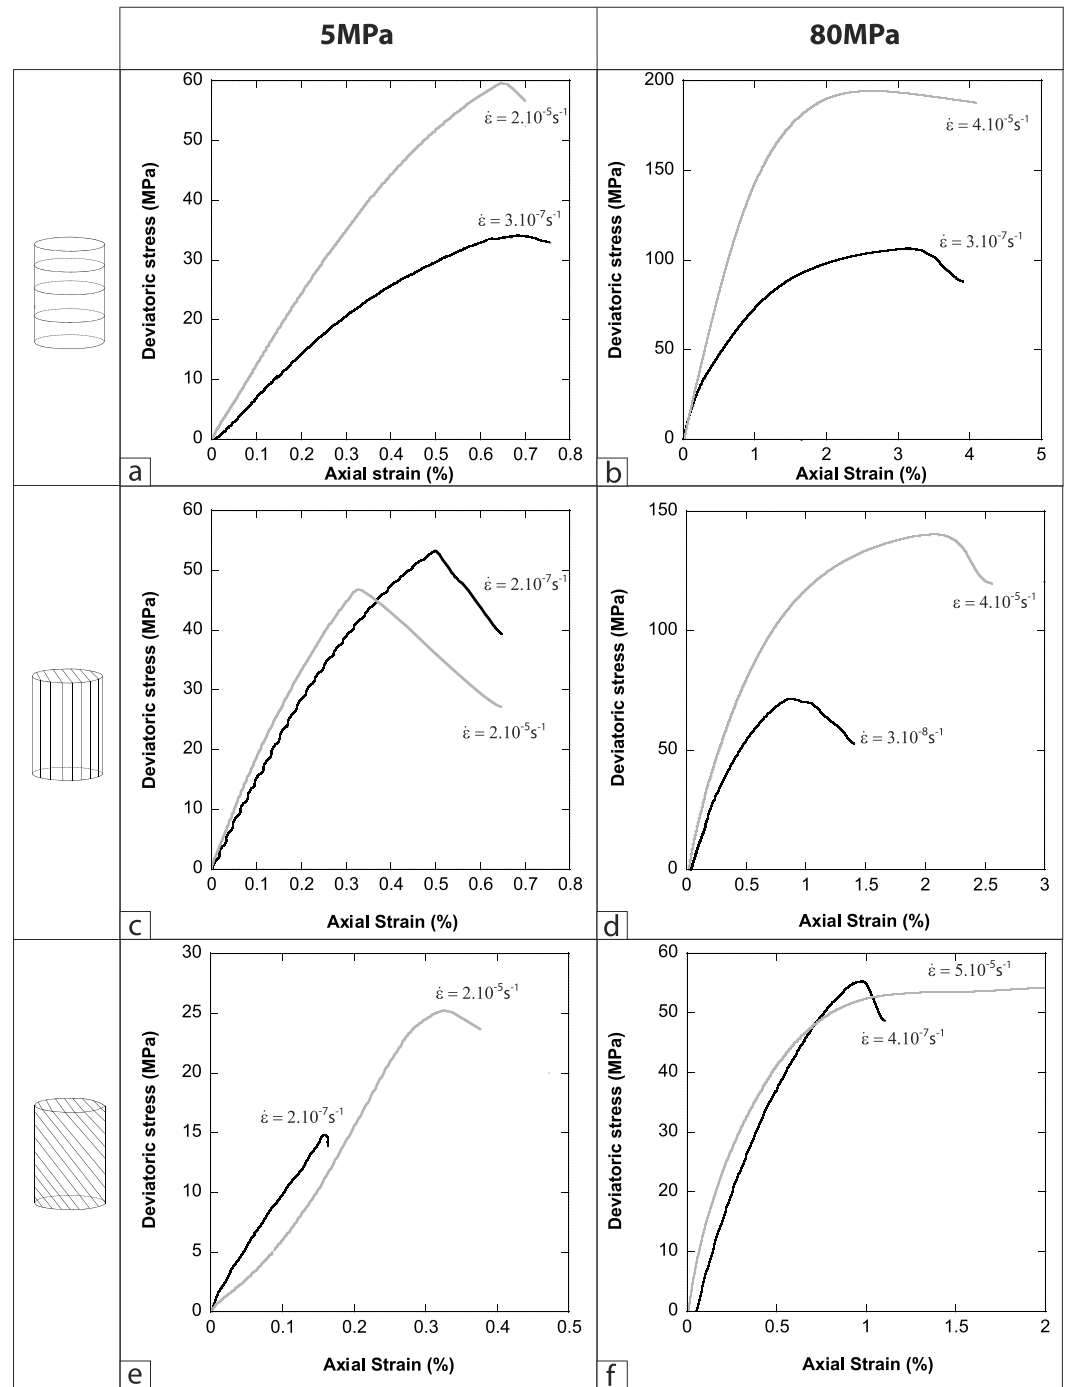 5MPa 80MPa
60
50
40
30
20
10
0
0 0.1 0.2 0.3 0.4 0.5 0.6 0.7 0.8
Deviatoric stress (MPa)
Axial strain (%)
ε̇ = 2.10⁻⁵s⁻¹
ε̇ = 3.10⁻⁷s⁻¹
a
200
150
100
50
0
0 1 2 3 4 5
Deviatoric stress (MPa)
Axial Strain (%)
ε̇ = 4.10⁻⁵s⁻¹
ε̇ = 3.10⁻⁷s⁻¹
b
60
50
40
30
20
10
0
0 0.1 0.2 0.3 0.4 0.5 0.6 0.7 0.8
Deviatoric stress (MPa)
Axial Strain (%)
ε̇ = 2.10⁻⁷s⁻¹
ε̇ = 2.10⁻⁵s⁻¹
c
150
100
50
0
0 0.5 1 1.5 2 2.5 3
Deviatoric stress (MPa)
Axial Strain (%)
ε = 4.10⁻⁵s⁻¹
ε̇ = 3.10⁻⁸s⁻¹
d
30
25
20
15
10
5
0
0 0.1 0.2 0.3 0.4 0.5
Deviatoric stress (MPa)
Axial Strain (%)
ε̇ = 2.10⁻⁵s⁻¹
ε̇ = 2.10⁻⁷s⁻¹
e
60
50
40
30
20
10
0
0 0.5 1 1.5 2
Deviatoric stress (MPa)
Axial Strain (%)
ε̇ = 5.10⁻⁵s⁻¹
ε̇ = 4.10⁻⁷s⁻¹
f